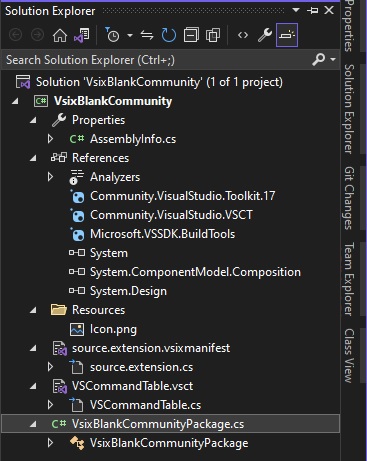 Solution Explorer
Search Solution Explorer (Ctrl+;)
Solution 'VsixBlankCommunity' (1 of 1 project)
VsixBlankCommunity
Properties
AssemblyInfo.cs
References
Analyzers
Community.VisualStudio.Toolkit.17
Community.VisualStudio.VSCT
Microsoft.VSSDK.BuildTools
System
System.ComponentModel.Composition
System.Design
Resources
Icon.png
source.extension.vsixmanifest
source.extension.cs
VSCommandTable.vsct
VSCommandTable.cs
C# VsixBlankCommunityPackage.cs
VsixBlankCommunityPackage
Properties
Solution Explorer
Git Changes
Team Explorer
Class View